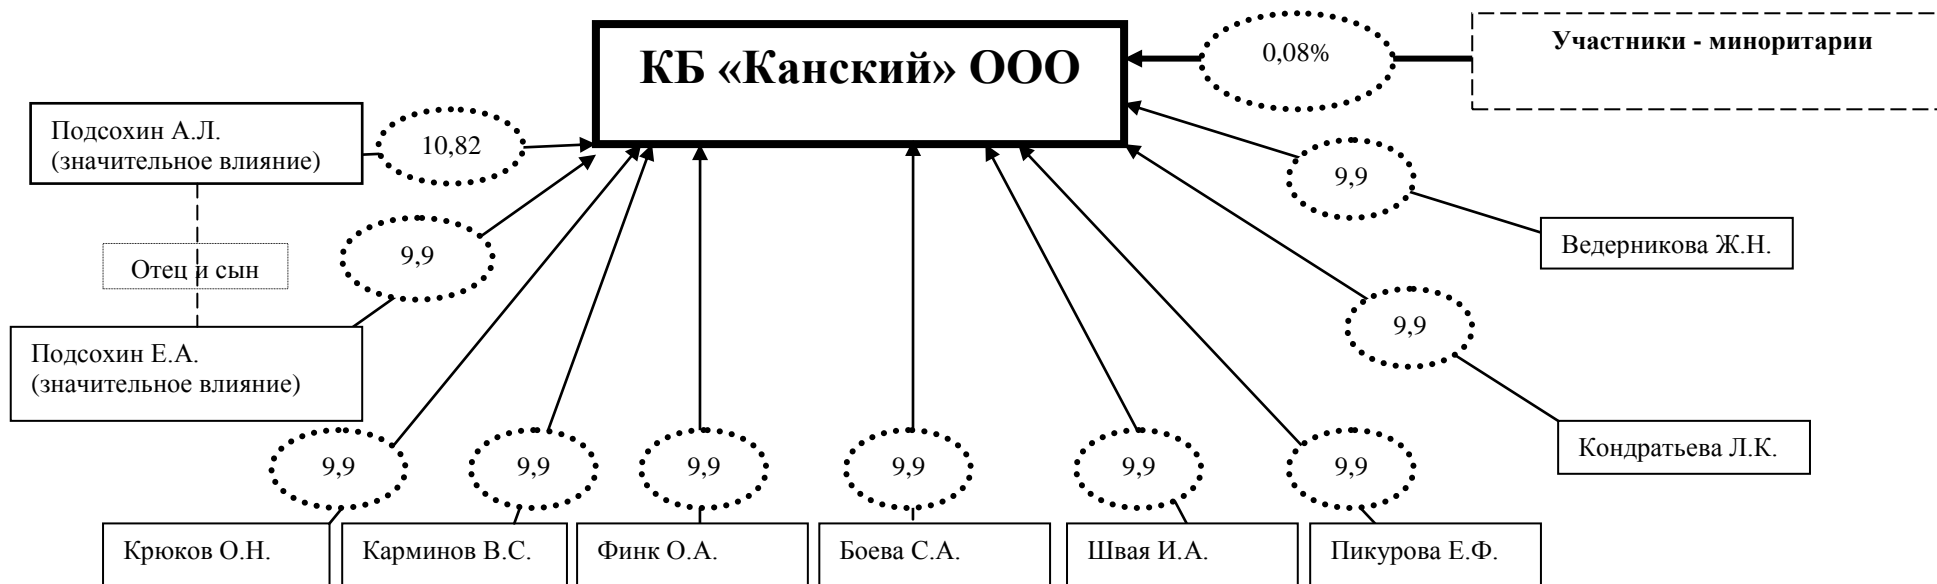 КБ «Канский» ООО
0,08%
Участники - миноритарии
Подсохин А.Л.
(значительное влияние)
10,82
9,9
Ведерникова Ж.Н.
Отец и сын
9,9
9,9
Подсохин Е.А.
(значительное влияние)
Кондратьева Л.К.
9,9
9,9
9,9
9,9
9,9
9,9
Крюков О.Н.
Карминов В.С.
Финк О.А.
Боева С.А.
Швая И.А.
Пикурова Е.Ф.